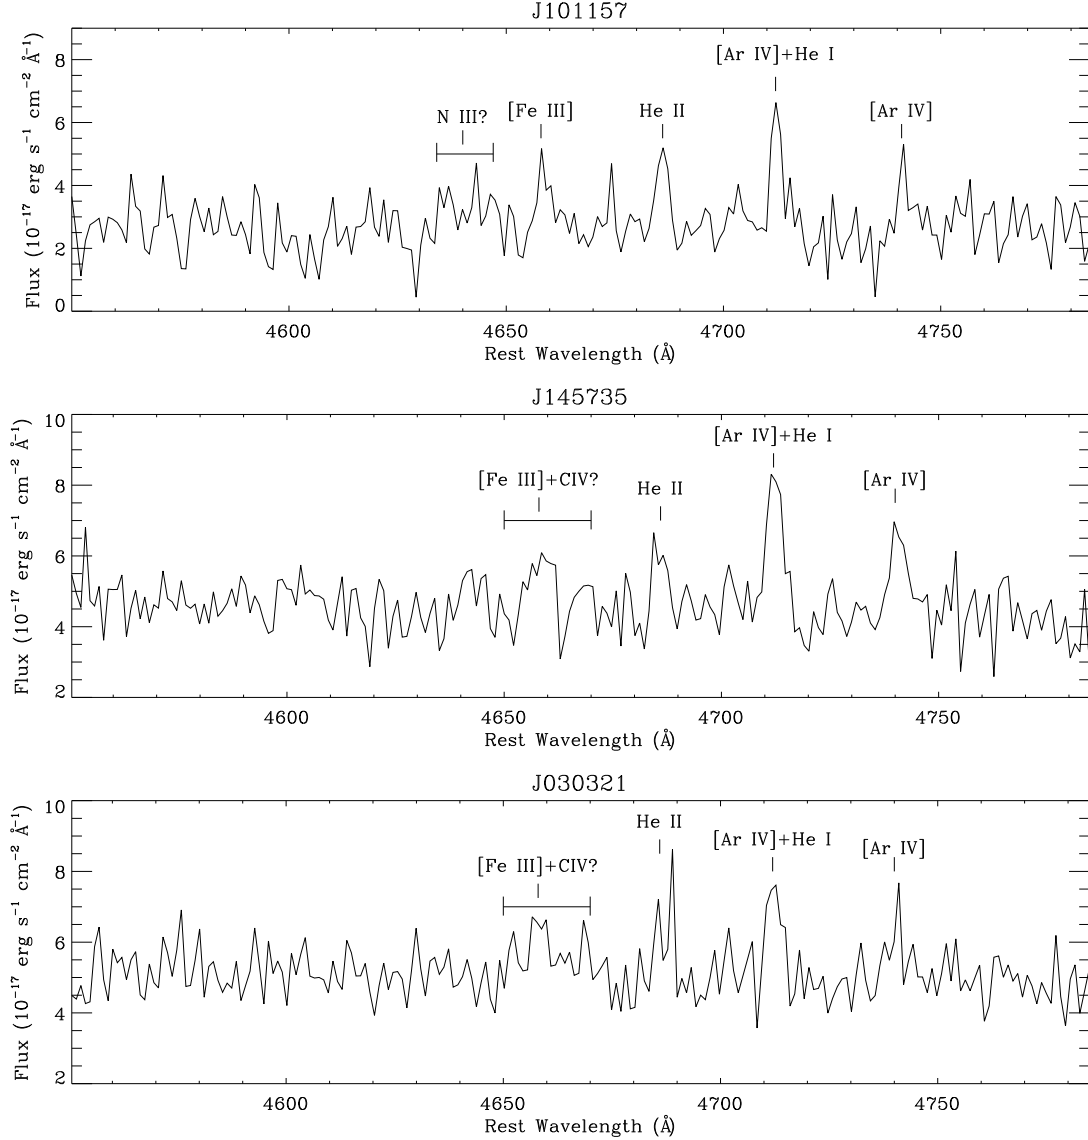 J101157
[Ar IV]+He I
N III?
[Fe III]
He II
[Ar IV]
Flux (10⁻¹⁷ erg s⁻¹ cm⁻² Å⁻¹)
8
6
4
2
0
4600
4650
4700
4750
Rest Wavelength (Å)
J145735
[Ar IV]+He I
[Fe III]+CIV?
He II
[Ar IV]
Flux (10⁻¹⁷ erg s⁻¹ cm⁻² Å⁻¹)
10
8
6
4
2
4600
4650
4700
4750
Rest Wavelength (Å)
J030321
He II
[Ar IV]+He I
[Ar IV]
[Fe III]+CIV?
Flux (10⁻¹⁷ erg s⁻¹ cm⁻² Å⁻¹)
10
8
6
4
2
4600
4650
4700
4750
Rest Wavelength (Å)